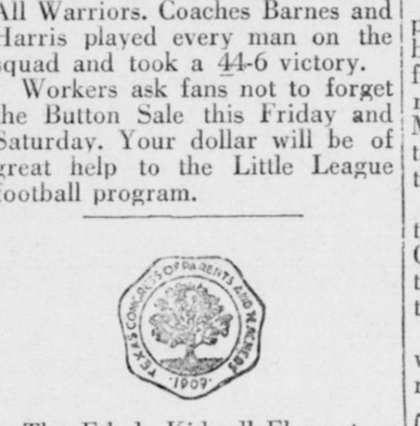 All Warriors. Coaches Barnes and
Harris played every man on the
squad and took a 44-6 victory.
Workers ask fans not to forget
the Button Sale this Friday and
Saturday. Your dollar will be of
great help to the Little League
football program.
TEXAS CONGRESS OF PARENTS AND TEACHERS
1909